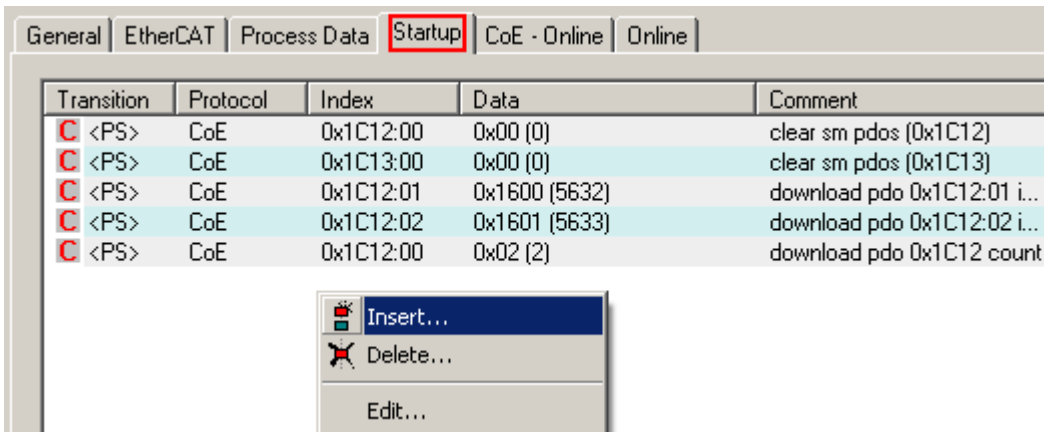 General EtherCAT Process Data Startup CoE - Online Online
Transition Protocol Index Data Comment
C <PS> CoE 0x1C12:00 0x00 (0) clear sm pdos (0x1C12)
C <PS> CoE 0x1C13:00 0x00 (0) clear sm pdos (0x1C13)
C <PS> CoE 0x1C12:01 0x1600 (5632) download pdo 0x1C12:01 i...
C <PS> CoE 0x1C12:02 0x1601 (5633) download pdo 0x1C12:02 i...
C <PS> CoE 0x1C12:00 0x02 (2) download pdo 0x1C12 count
Insert...
Delete...
Edit...